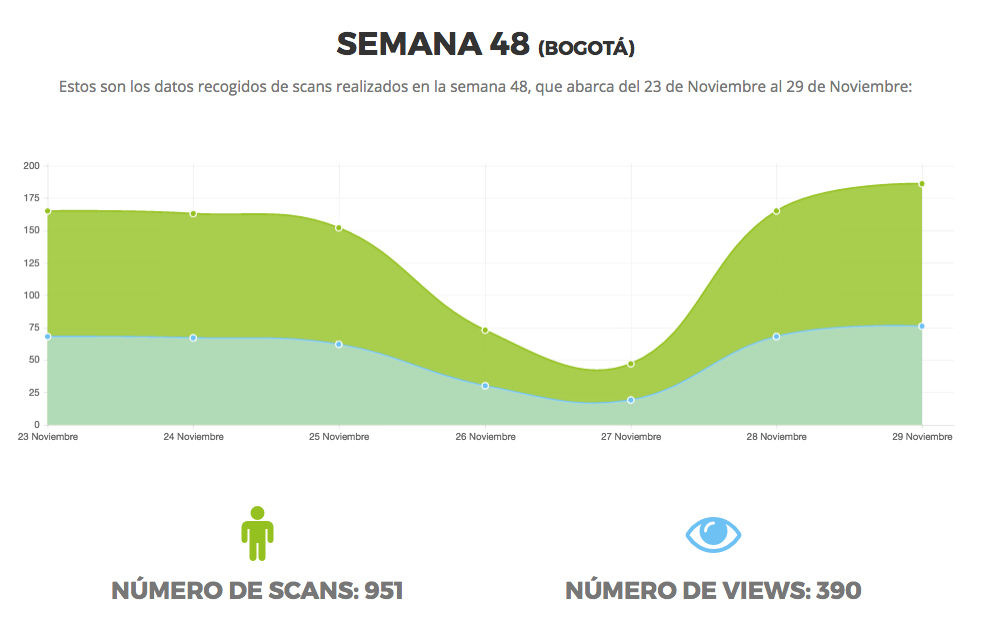 SEMANA 48 (BOGOTÁ)
Estos son los datos recogidos de scans realizados en la semana 48, que abarca del 23 de Noviembre al 29 de Noviembre:
200
175
150
125
100
75
50
25
0
23 Noviembre 24 Noviembre 25 Noviembre 26 Noviembre 27 Noviembre 28 Noviembre 29 Noviembre
NÚMERO DE SCANS: 951 NÚMERO DE VIEWS: 390